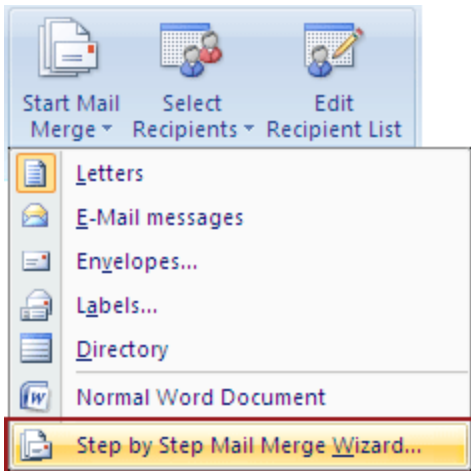 Start Mail Select Edit
Merge Recipients Recipient List
Letters
E-Mail messages
Envelopes...
Labels...
Directory
Normal Word Document
Step by Step Mail Merge Wizard...